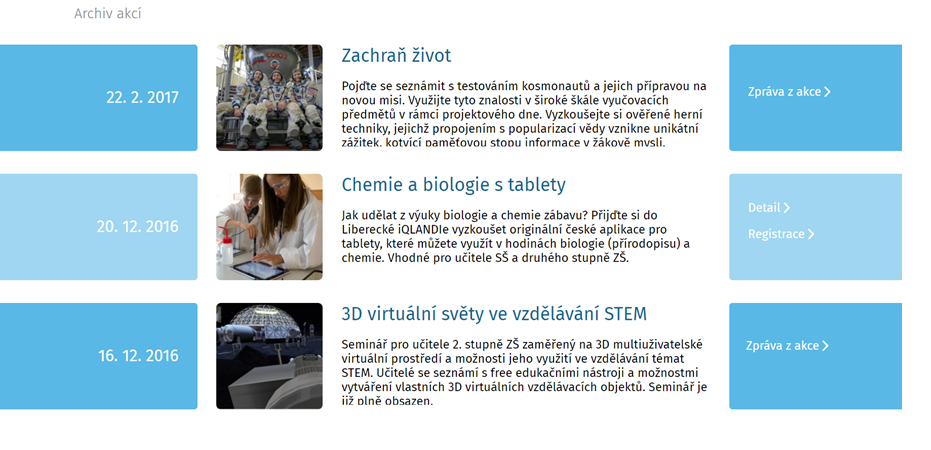 Archiv akcí
22. 2. 2017
Zachraň život
Pojďte se seznámit s testováním kosmonautů a jejich přípravou na
novou misi. Využijte tyto znalosti v široké škále vyučovacích
předmětů v rámci projektového dne. Vyzkoušejte si ověřené herní
techniky, jejichž propojením s popularizací vědy vznikne unikátní
zážitek, kotvící paměťovou stopu informace v žákově mysli.
Zpráva z akce
20. 12. 2016
Chemie a biologie s tablety
Jak udělat z výuky biologie a chemie zábavu? Přijďte si do
Liberecké iQLANDIe vyzkoušet originální české aplikace pro
tablety, které můžete využít v hodinách biologie (přírodopisu) a
chemie. Vhodné pro učitele SŠ a druhého stupně ZŠ.
Detail
Registrace
16. 12. 2016
3D virtuální světy ve vzdělávání STEM
Seminář pro učitele 2. stupně ZŠ zaměřený na 3D multiuživatelské
virtuální prostředí a možnosti jeho využití ve vzdělávání témat
STEM. Učitelé se seznámí s free edukačními nástroji a možnostmi
vytváření vlastních 3D virtuálních vzdělávacích objektů. Seminář je
již plně obsazen.
Zpráva z akce